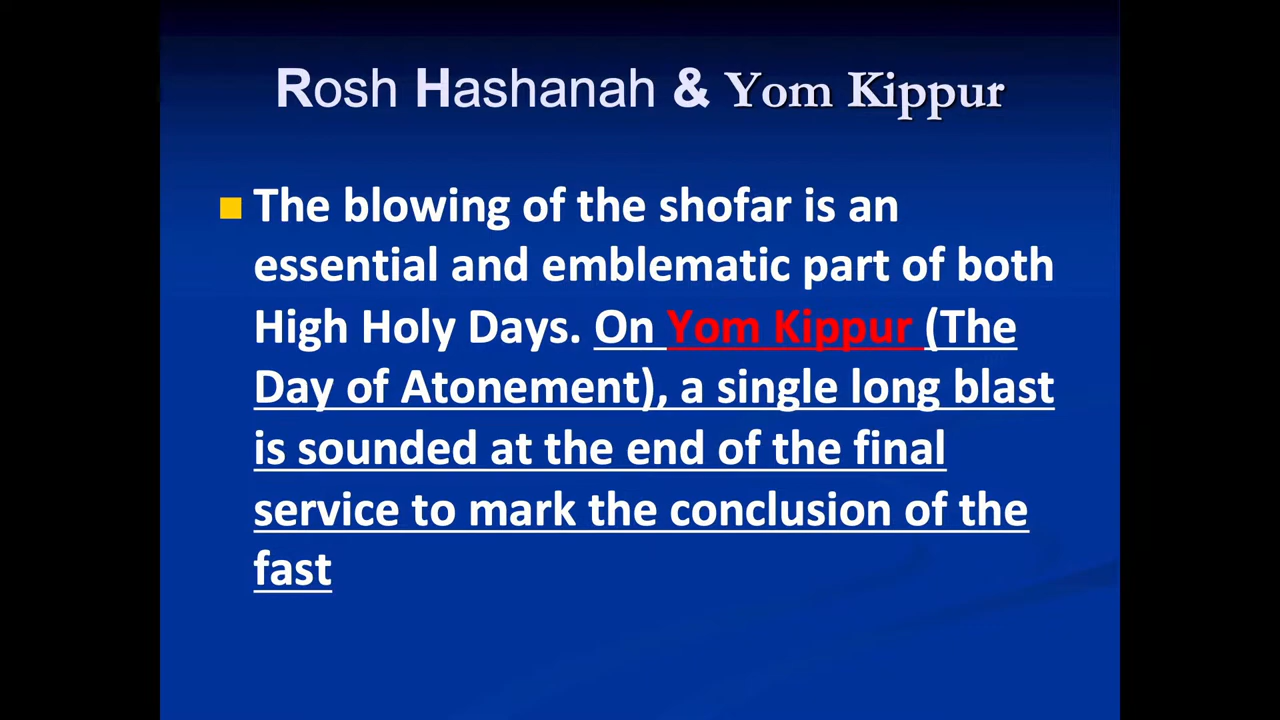 Rosh Hashanah & Yom Kippur
The blowing of the shofar is an
essential and emblematic part of both
High Holy Days. On Yom Kippur (The
Day of Atonement), a single long blast
is sounded at the end of the final
service to mark the conclusion of the
fast